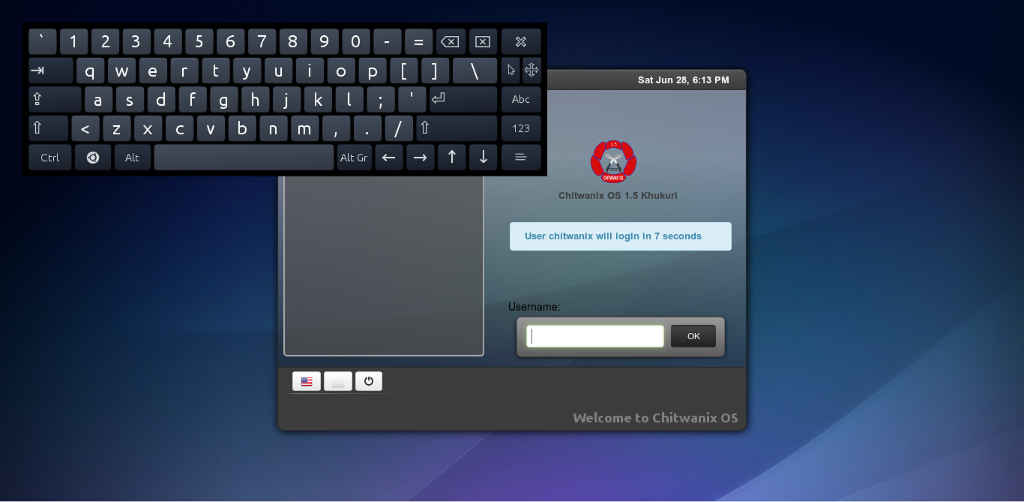 ` 1 2 3 4 5 6 7 8 9 0 - =
q w e r t y u i o p [ ] \
a s d f g h j k l ; ' Abc
< z x c v b n m , . / 123
Ctrl Alt Alt Gr
Sat Jun 28, 6:13 PM
1.5
Chitwanix OS 1.5 Khukuri
User chitwanix will login in 7 seconds
Username:
OK
Welcome to Chitwanix OS